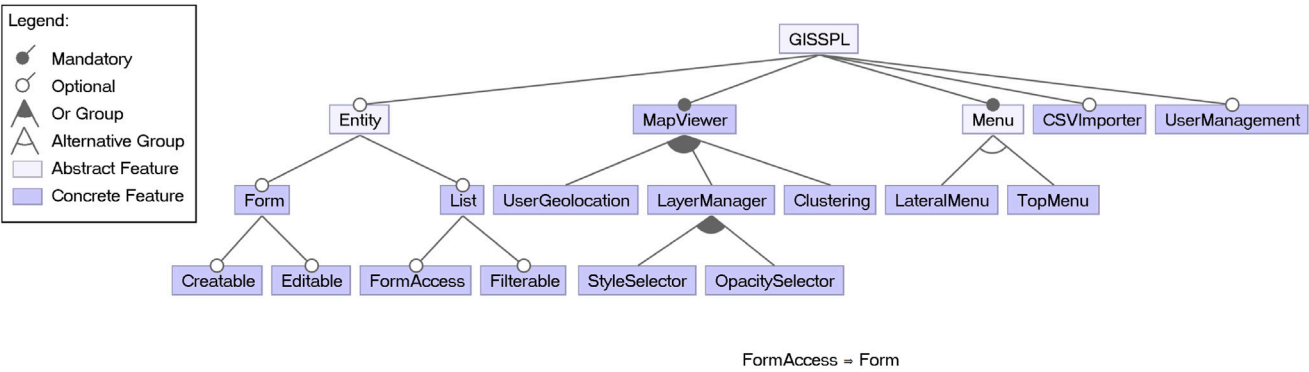 Legend:
Mandatory
Optional
Or Group
Alternative Group
Abstract Feature
Concrete Feature
GISSPL
Entity
MapViewer
Menu
CSVImporter
UserManagement
Form
List
UserGeolocation
LayerManager
Clustering
LateralMenu
TopMenu
Creatable
Editable
FormAccess
Filterable
StyleSelector
OpacitySelector
FormAccess ⇒ Form